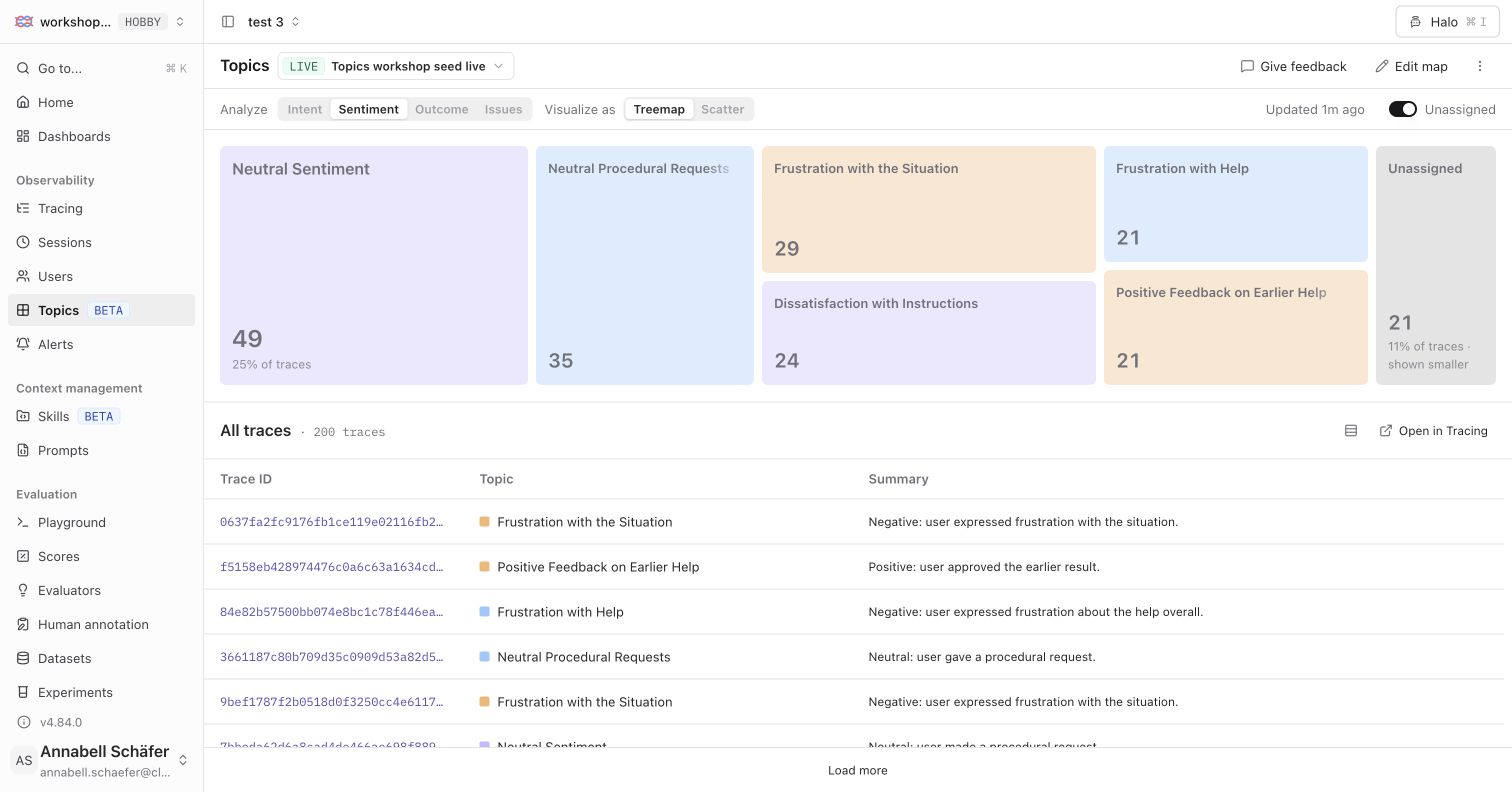 workshop... HOBBY
test 3
Halo ⌘ I
Go to... ⌘ K
Home
Dashboards
Observability
Tracing
Sessions
Users
Topics BETA
Alerts
Context management
Skills BETA
Prompts
Evaluation
Playground
Scores
Evaluators
Human annotation
Datasets
Experiments
v4.84.0
AS
Annabell Schäfer
annabell.schaefer@cl...
Topics LIVE Topics workshop seed live
Give feedback
Edit map
Analyze Intent Sentiment Outcome Issues Visualize as Treemap Scatter
Updated 1m ago Unassigned
Neutral Sentiment
49
25% of traces
Neutral Procedural Requests
35
Frustration with the Situation
29
Dissatisfaction with Instructions
24
Frustration with Help
21
Positive Feedback on Earlier Help
21
Unassigned
21
11% of traces ·
shown smaller
All traces · 200 traces
Open in Tracing
Trace ID Topic Summary
0637fa2fc9176fb1ce119e02116fb2… Frustration with the Situation Negative: user expressed frustration with the situation.
f5158eb428974476c0a6c63a1634cd… Positive Feedback on Earlier Help Positive: user approved the earlier result.
84e82b57500bb074e8bc1c78f446ea… Frustration with Help Negative: user expressed frustration about the help overall.
3661187c80b709d35c0909d53a82d5… Neutral Procedural Requests Neutral: user gave a procedural request.
9bef1787f2b0518d0f3250cc4e6117… Frustration with the Situation Negative: user expressed frustration with the situation.
Neutral Sentiment Neutral: user made a procedural request.
Load more